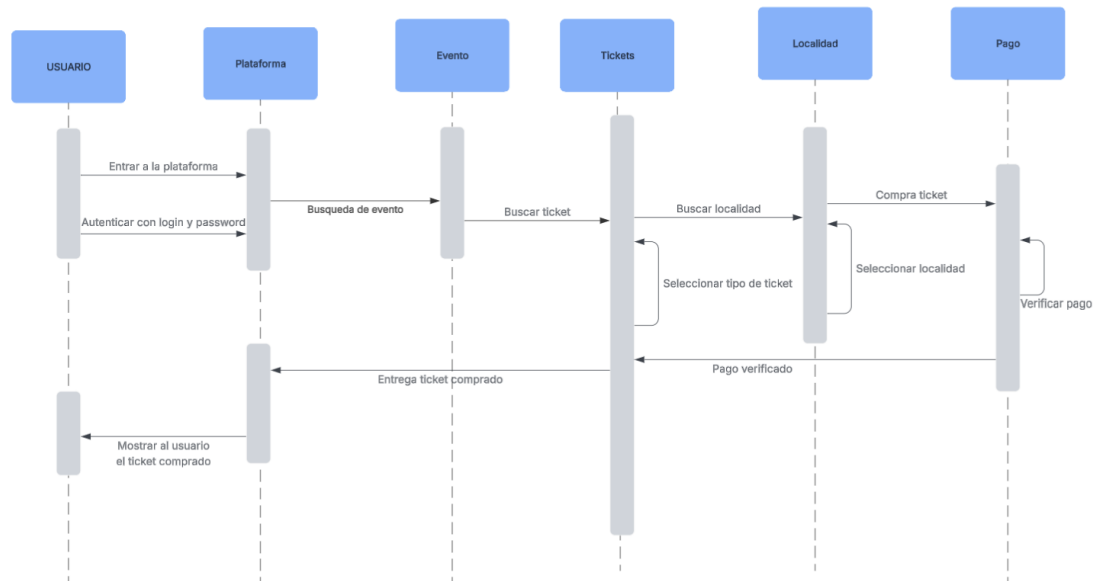 USUARIO
Plataforma
Evento
Tickets
Localidad
Pago
Entrar a la plataforma
Autenticar con login y password
Busqueda de evento
Buscar ticket
Buscar localidad
Compra ticket
Seleccionar tipo de ticket
Seleccionar localidad
Verificar pago
Pago verificado
Entrega ticket comprado
Mostrar al usuario
el ticket comprado